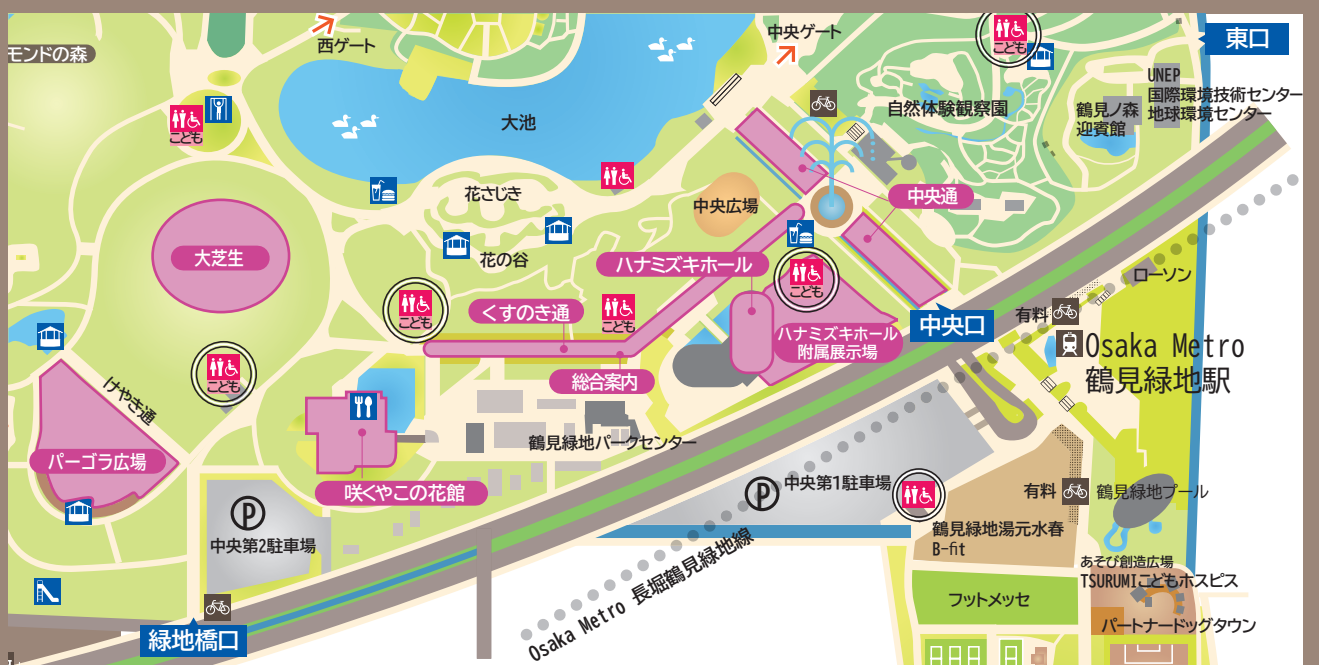 西ゲート
中央ゲート
こども
東口
モンドの森
UNEP
国際環境技術センター
地球環境センター
鶴見ノ森
迎賓館
自然体験観察園
大池
こども
花さじき
中央広場
中央通
大芝生
花の谷
ハナミズキホール
こども
ローソン
こども
くすのき通
こども
有料
中央口
ハナミズキホール
附属展示場
Osaka Metro
鶴見緑地駅
総合案内
こども
けやき通
鶴見緑地パークセンター
パーゴラ広場
咲くやこの花館
P
中央第1駐車場
有料
鶴見緑地プール
P
中央第2駐車場
鶴見緑地湯元水春
B-fit
Osaka Metro 長堀鶴見緑地線
あそび創造広場
TSURUMIこどもホスピス
フットメッセ
パートナードッグタウン
緑地橋口